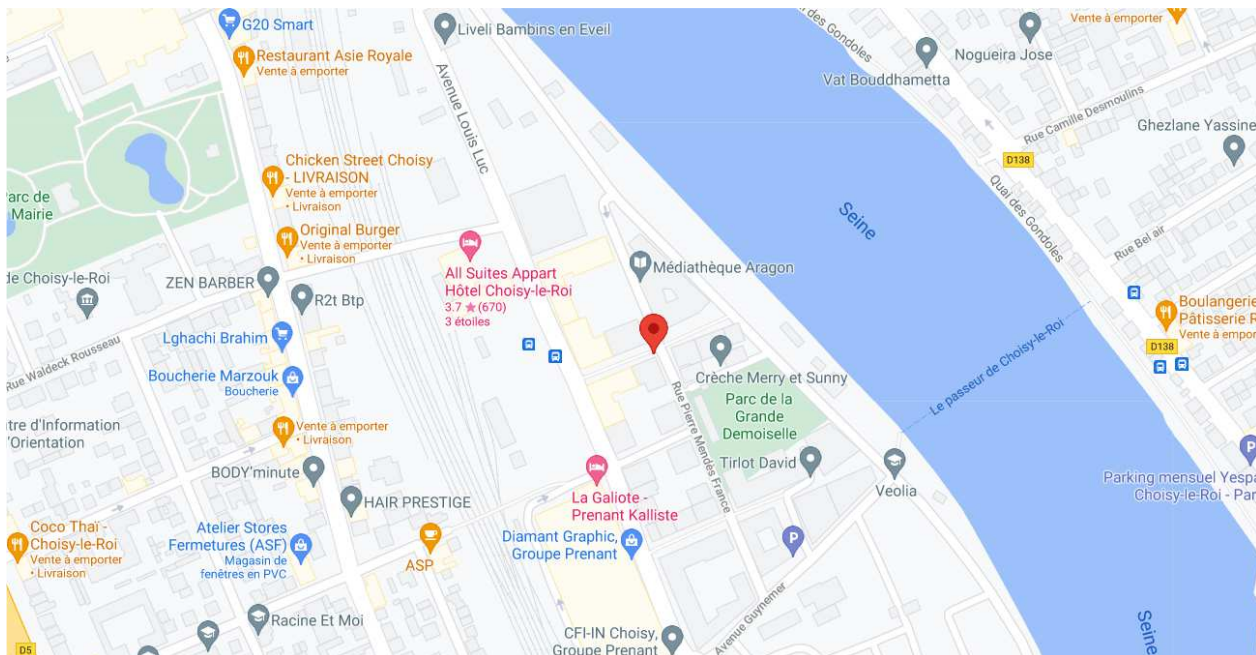 G20 Smart
Restaurant Asie Royale
Vente à emporter
Liveli Bambins en Eveil
Avenue Louis Luc
Quai des Gondoles
Vat Bouddhametta
Nogueira Jose
Vente à emporter
Rue Camille Desmoulins
Ghezlane Yassine
D138
Quai des Gondoles
Rue Bel air
Seine
Chicken Street Choisy
- LIVRAISON
Vente à emporter
• Livraison
arc de
Mairie
Original Burger
Vente à emporter
• Livraison
de Choisy-le-Roi
ZEN BARBER
R2t Btp
All Suites Appart
Hôtel Choisy-le-Roi
3.7 ★ (670)
3 étoiles
Médiathèque Aragon
Lghachi Brahim
Boucherie Marzouk
Boucherie
Rue Waldeck Rousseau
Crèche Merry et Sunny
Parc de la
Grande
Demoiselle
Rue Pierre Mendès France
Le passeur de Choisy-le-Roi
Boulangerie
Pâtisserie R
Vente à empor
D138
tre d'Information
'Orientation
Vente à emporter
• Livraison
BODY'minute
HAIR PRESTIGE
La Galiote -
Prenant Kalliste
Tirlot David
Veolia
P
Parking mensuel Yespa
Choisy-le-Roi - Par
Coco Thaï -
Choisy-le-Roi
Vente à emporter
• Livraison
Atelier Stores
Fermetures (ASF)
Magasin de
fenêtres en PVC
ASP
Diamant Graphic,
Groupe Prenant
P
Avenue Guynemer
Racine Et Moi
CFI-IN Choisy,
Groupe Prenant
D5
Seine